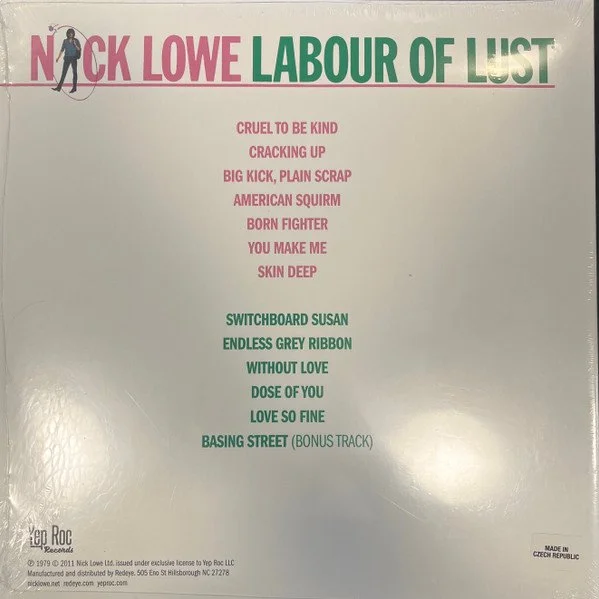 NICK LOWE LABOUR OF LUST
CRUEL TO BE KIND
CRACKING UP
BIG KICK, PLAIN SCRAP
AMERICAN SQUIRM
BORN FIGHTER
YOU MAKE ME
SKIN DEEP
SWITCHBOARD SUSAN
ENDLESS GREY RIBBON
WITHOUT LOVE
DOSE OF YOU
LOVE SO FINE
BASING STREET (BONUS TRACK)
Yep Roc
Records
℗ 1979 © 2011 Nick Lowe Ltd. issued under exclusive license to Yep Roc LLC
Manufactured and distributed by Redeye. 505 Eno St Hillsborough NC 27278
nicklowe.net redeye.com yeproc.com
MADE IN
CZECH REPUBLIC